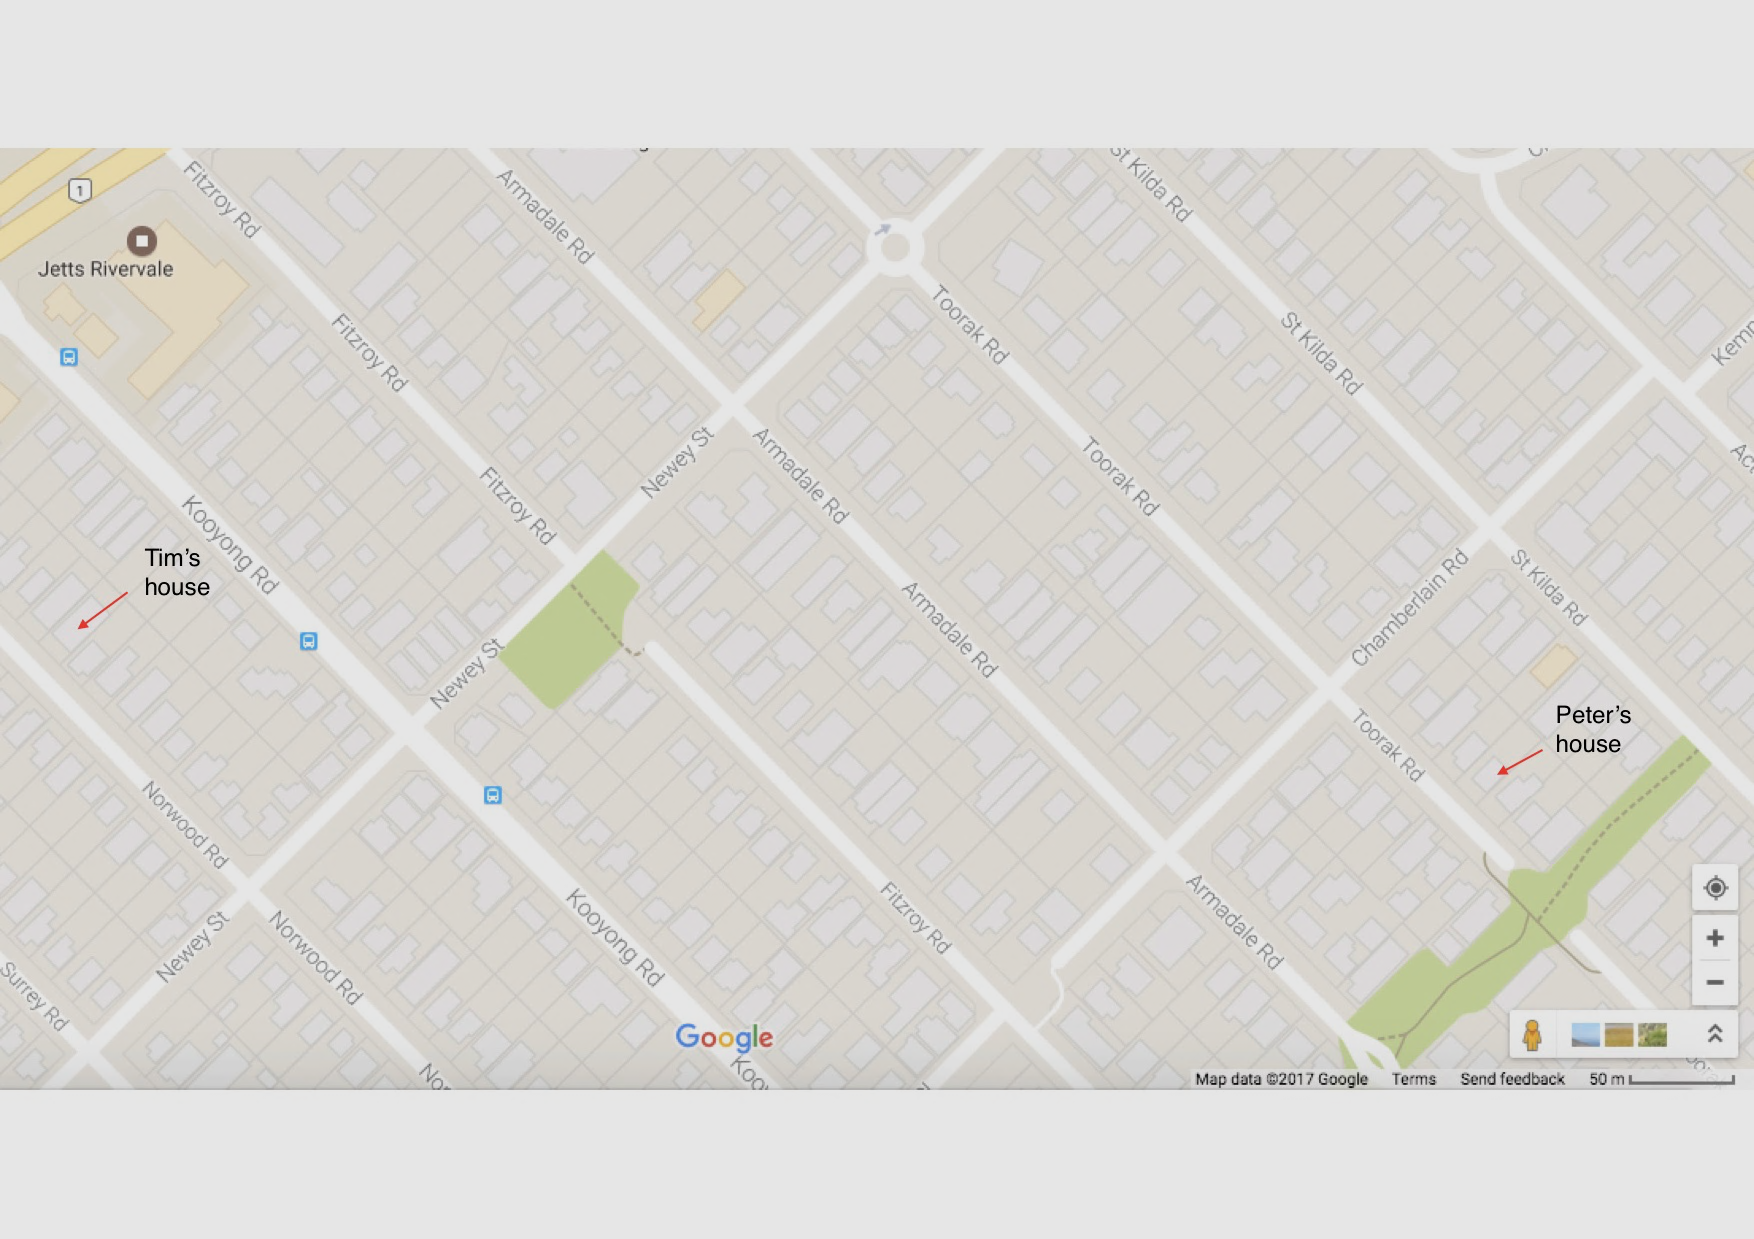 St Kilda Rd
Fitzroy Rd
Armadale Rd
1
Jetts Rivervale
Toorak Rd
Fitzroy Rd
St Kilda Rd
Kemp
Newey St
Armadale Rd
Toorak Rd
Fitzroy Rd
Kooyong Rd
Tim's
house
Chamberlain Rd
St Kilda Rd
Armadale Rd
Newey St
Toorak Rd
Peter's
house
Norwood Rd
Newey St
Norwood Rd
Kooyong Rd
Fitzroy Rd
Armadale Rd
Surrey Rd
Google
Nor
Koo
Map data ©2017 Google
Terms
Send feedback
50 m